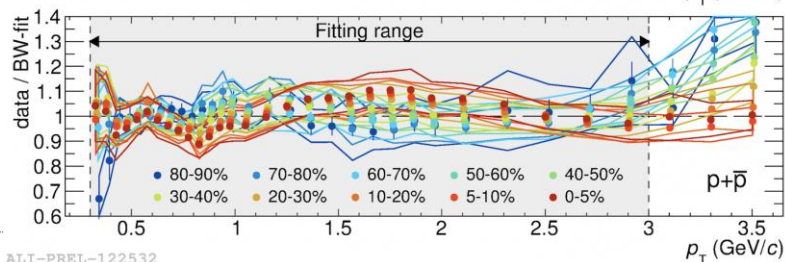 1.4
1.3
1.2
1.1
1
0.9
0.8
0.7
0.6
data / BW-fit
Fitting range
80-90% 70-80% 60-70% 50-60% 40-50%
30-40% 20-30% 10-20% 5-10% 0-5%
p+p̅
0.5 1 1.5 2 2.5 3 3.5
p_T (GeV/c)
ALI-PREL-122532